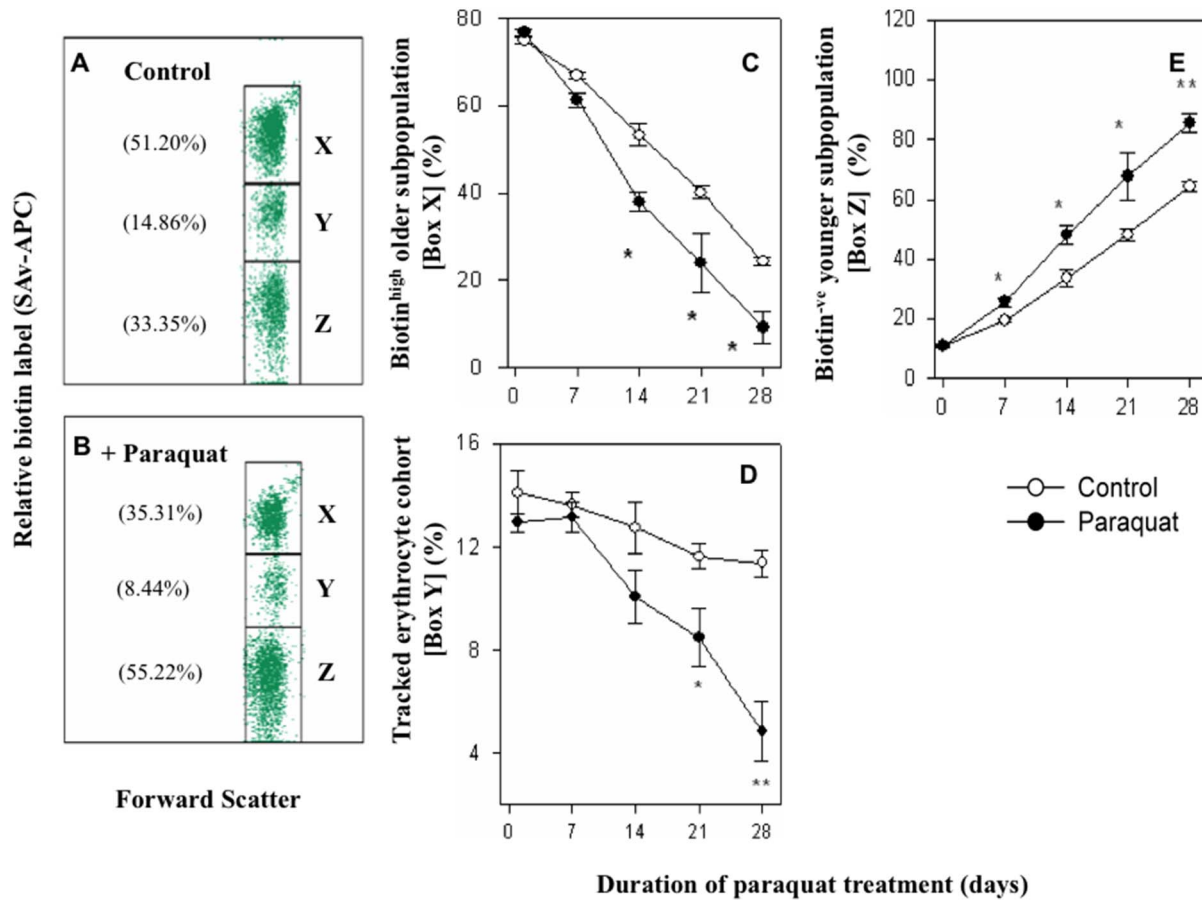 Relative biotin label (SAv-APC)
A
Control
(51.20%)
X
(14.86%)
Y
(33.35%)
Z
B
+ Paraquat
(35.31%)
X
(8.44%)
Y
(55.22%)
Z
Forward Scatter
Biotinhigh older subpopulation
[Box X] (%)
80
60
40
20
0
C
*
*
*
0 7 14 21 28
Tracked erythrocyte cohort
[Box Y] (%)
16
12
8
4
D
*
**
0 7 14 21 28
Biotin-ve younger subpopulation
[Box Z] (%)
120
100
80
60
40
20
0
E
**
*
*
*
0 7 14 21 28
Control
Paraquat
Duration of paraquat treatment (days)